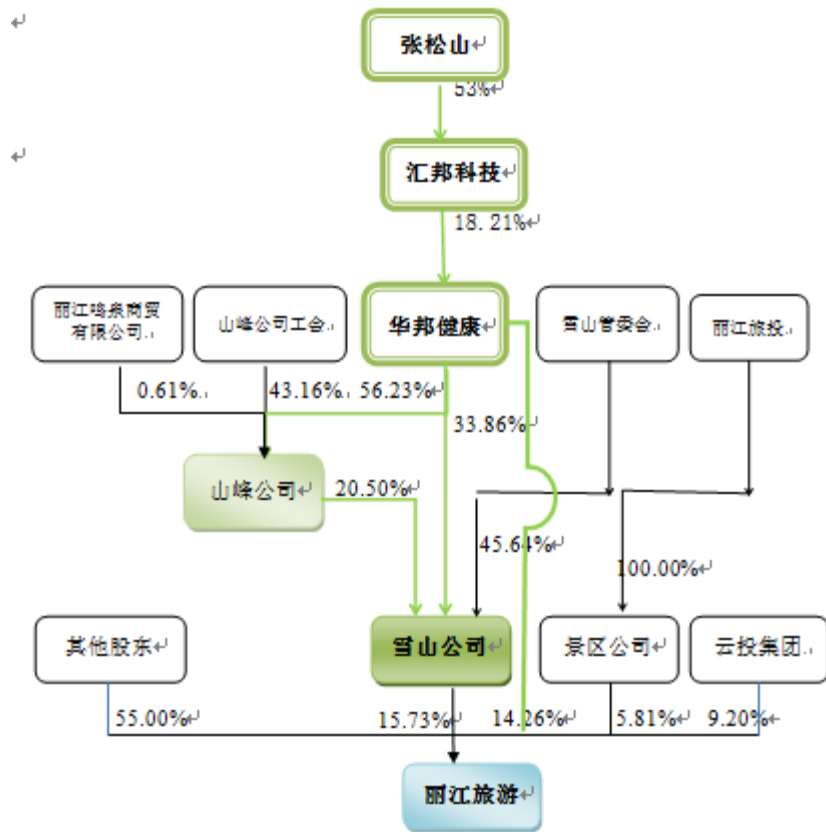 张松山
53%
汇邦科技
18.21%
丽江鸣泉商贸
有限公司
山峰公司工会
华邦健康
雪山管委会
丽江旅投
0.61%
43.16%
56.23%
33.86%
山峰公司
20.50%
45.64%
100.00%
其他股东
雪山公司
景区公司
云投集团
55.00%
15.73%
14.26%
5.81%
9.20%
丽江旅游